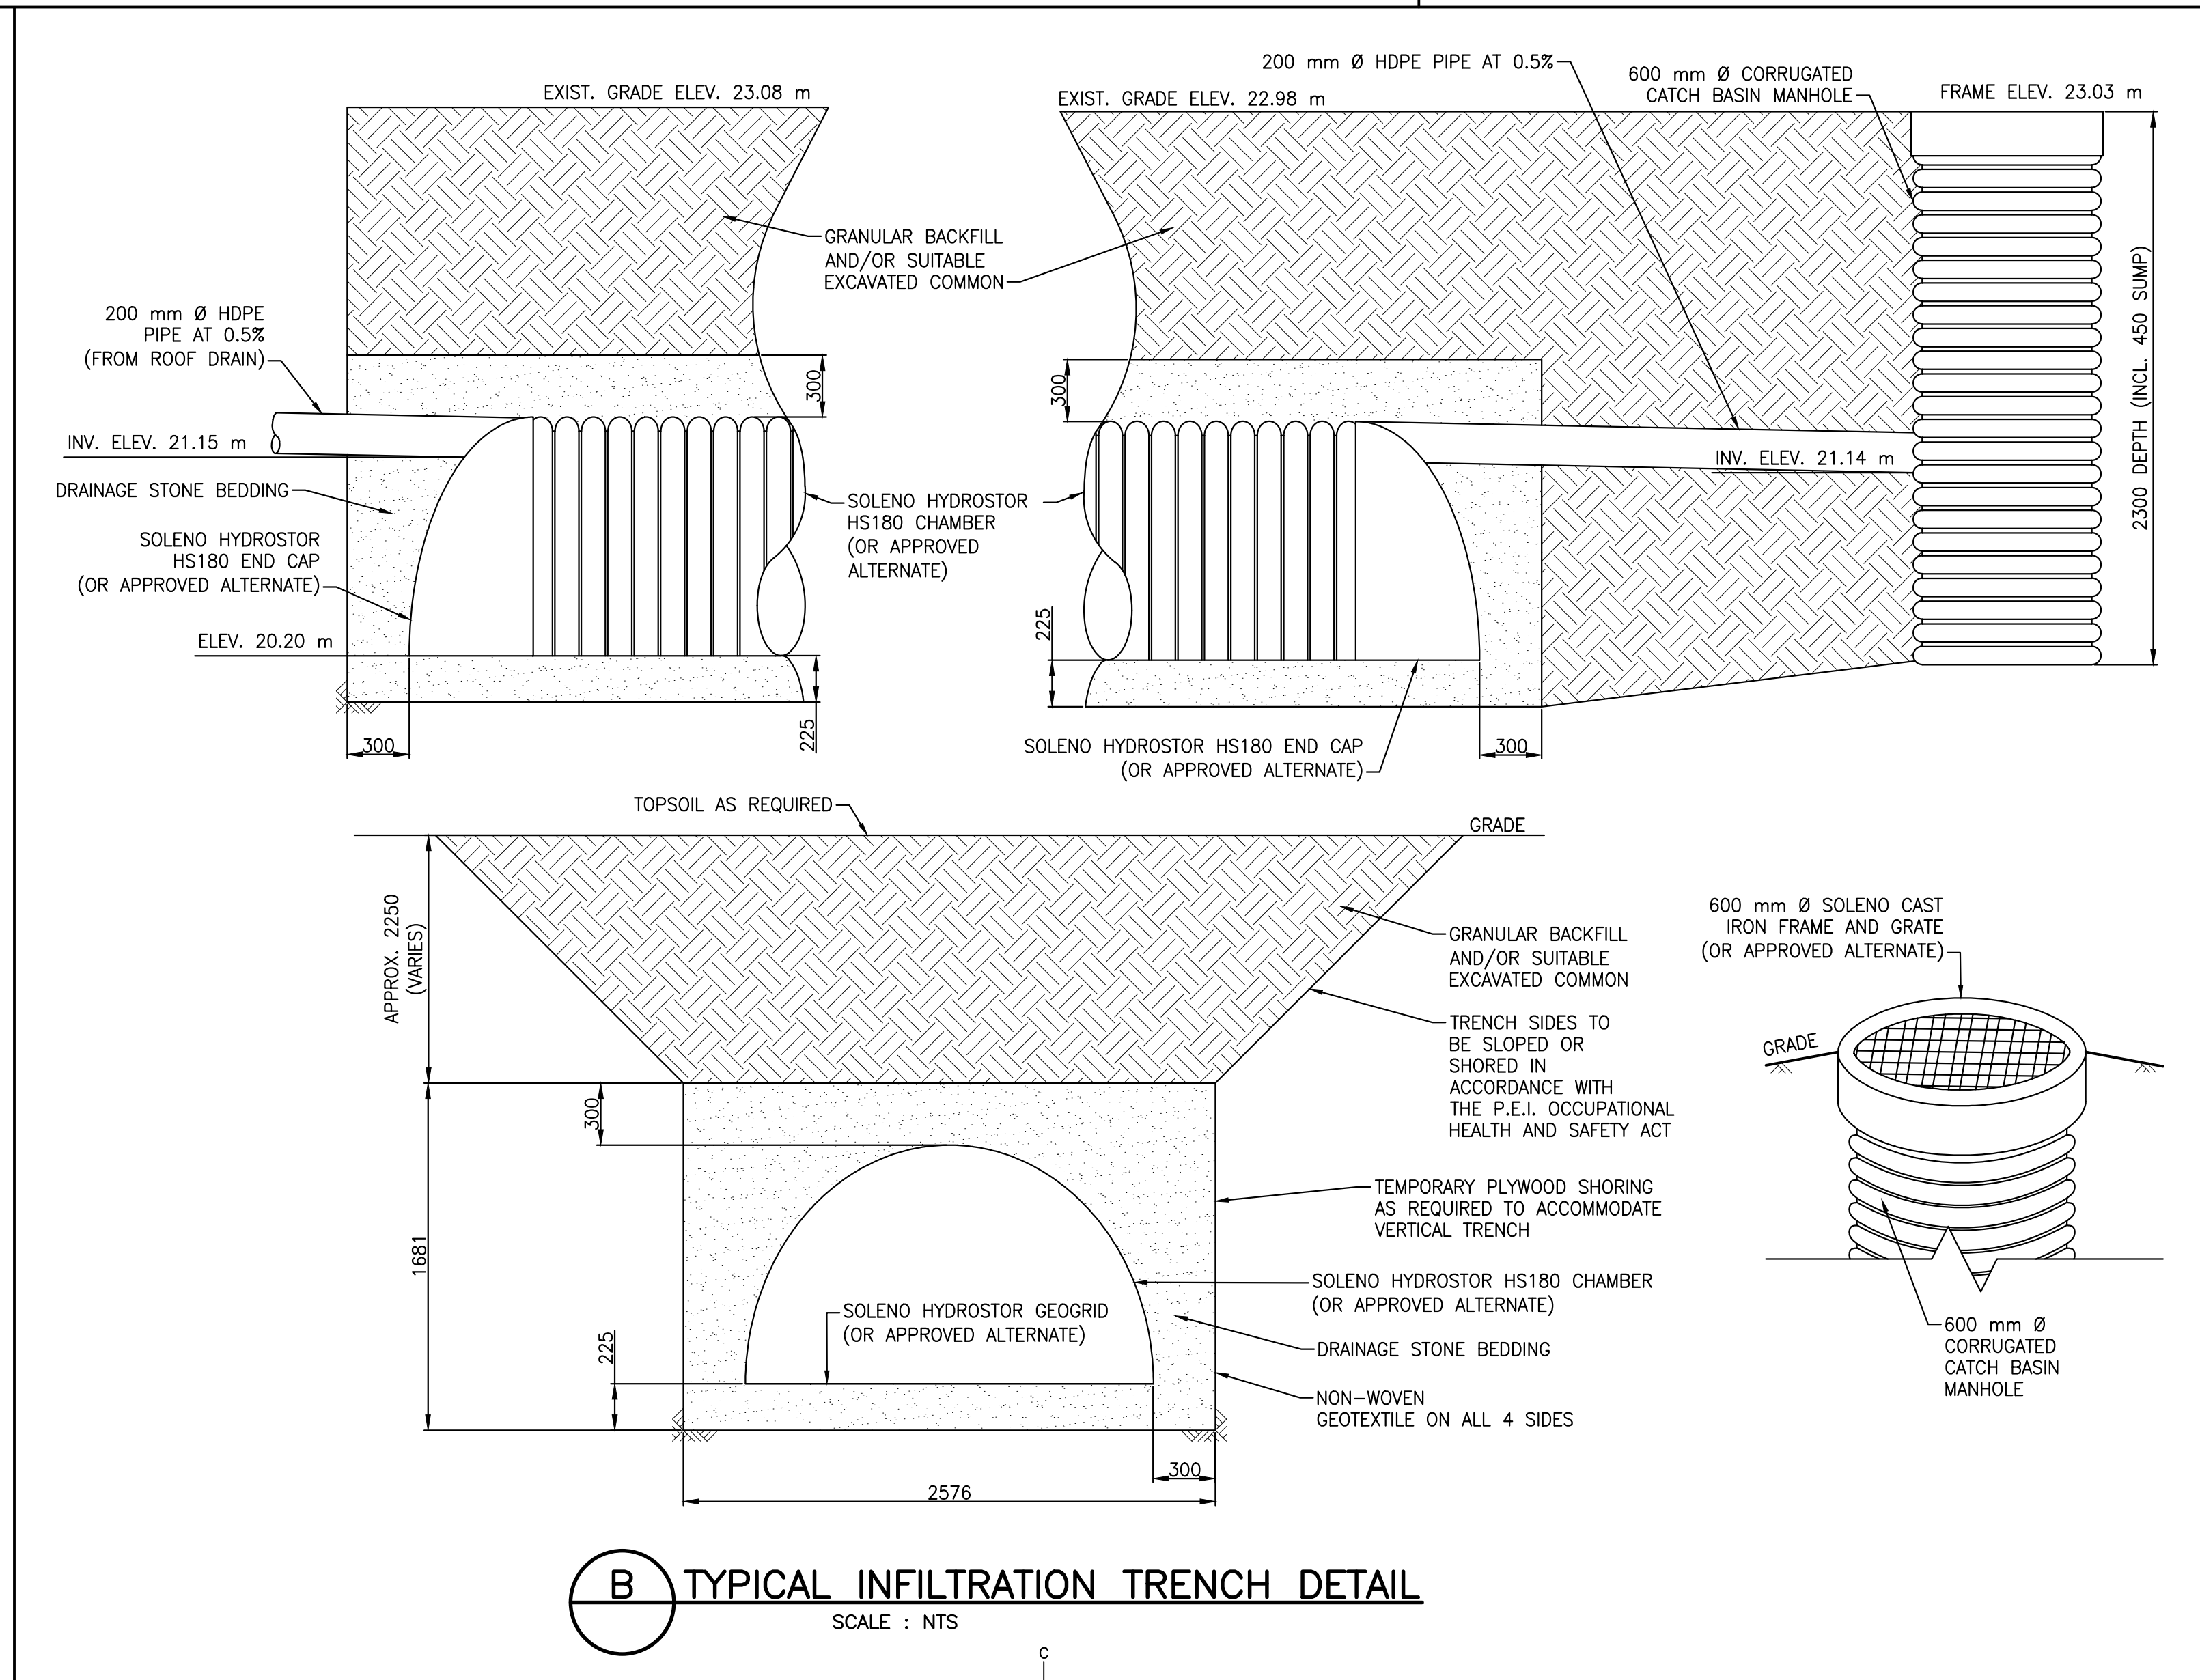 200 mm Ø HDPE PIPE AT 0.5%
600 mm Ø CORRUGATED
CATCH BASIN MANHOLE
FRAME ELEV. 23.03 m
EXIST. GRADE ELEV. 23.08 m
EXIST. GRADE ELEV. 22.98 m
GRANULAR BACKFILL
AND/OR SUITABLE
EXCAVATED COMMON
200 mm Ø HDPE
PIPE AT 0.5%
(FROM ROOF DRAIN)
300
300
INV. ELEV. 21.15 m
INV. ELEV. 21.14 m
2300 DEPTH (INCL. 450 SUMP)
DRAINAGE STONE BEDDING
SOLENO HYDROSTOR
HS180 CHAMBER
(OR APPROVED
ALTERNATE)
SOLENO HYDROSTOR
HS180 END CAP
(OR APPROVED ALTERNATE)
225
ELEV. 20.20 m
225
300
300
SOLENO HYDROSTOR HS180 END CAP
(OR APPROVED ALTERNATE)
TOPSOIL AS REQUIRED
GRADE
APPROX. 2250
(VARIES)
GRANULAR BACKFILL
AND/OR SUITABLE
EXCAVATED COMMON
TRENCH SIDES TO
BE SLOPED OR
SHORED IN
ACCORDANCE WITH
THE P.E.I. OCCUPATIONAL
HEALTH AND SAFETY ACT
300
TEMPORARY PLYWOOD SHORING
AS REQUIRED TO ACCOMMODATE
VERTICAL TRENCH
1681
SOLENO HYDROSTOR HS180 CHAMBER
(OR APPROVED ALTERNATE)
SOLENO HYDROSTOR GEOGRID
(OR APPROVED ALTERNATE)
225
DRAINAGE STONE BEDDING
NON-WOVEN
GEOTEXTILE ON ALL 4 SIDES
300
2576
600 mm Ø SOLENO CAST
IRON FRAME AND GRATE
(OR APPROVED ALTERNATE)
GRADE
600 mm Ø
CORRUGATED
CATCH BASIN
MANHOLE
B TYPICAL INFILTRATION TRENCH DETAIL
SCALE : NTS
C